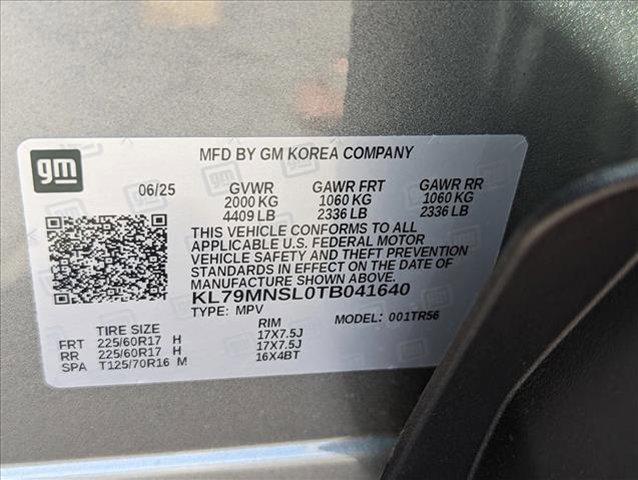 gm
MFD BY GM KOREA COMPANY
06/25 GVWR GAWR FRT GAWR RR
2000 KG 1060 KG 1060 KG
4409 LB 2336 LB 2336 LB
THIS VEHICLE CONFORMS TO ALL
APPLICABLE U.S. FEDERAL MOTOR
VEHICLE SAFETY AND THEFT PREVENTION
STANDARDS IN EFFECT ON THE DATE OF
MANUFACTURE SHOWN ABOVE.
KL79MNSL0TB041640
TYPE: MPV MODEL: 001TR56
TIRE SIZE RIM
FRT 225/60R17 H 17X7.5J
RR 225/60R17 H 17X7.5J
SPA T125/70R16 M 16X4BT